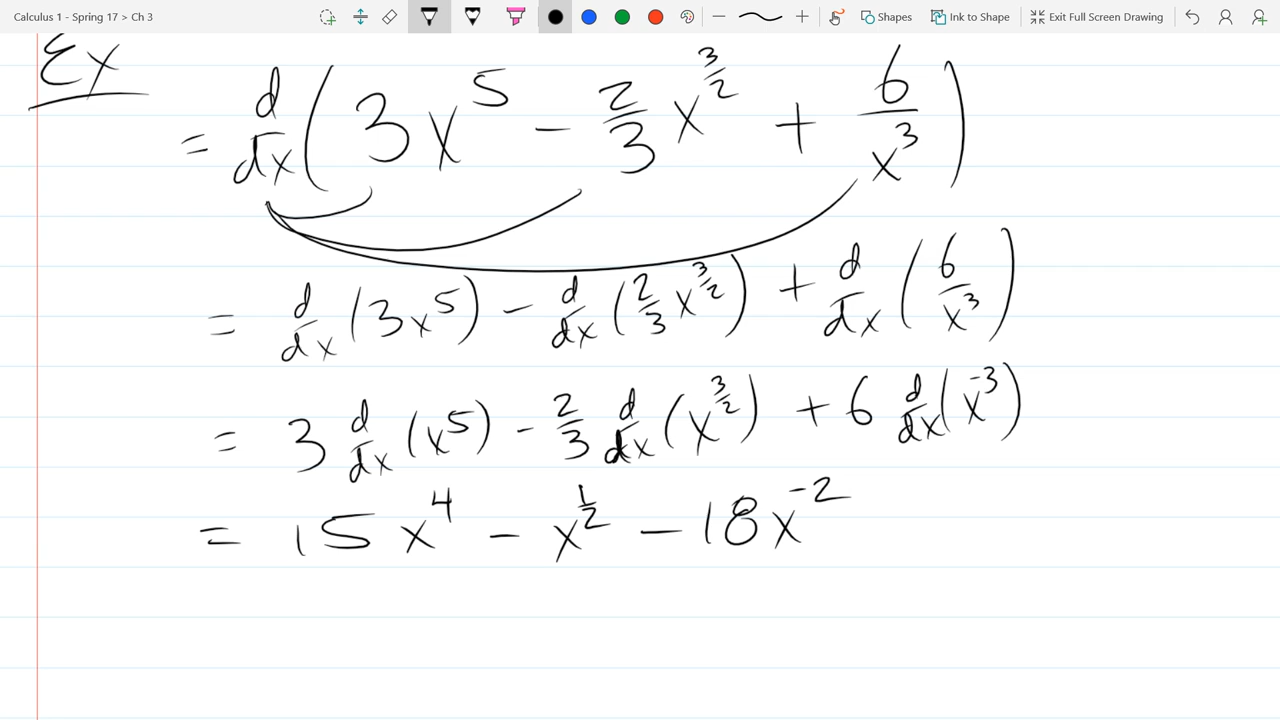 Calculus 1 - Spring 17 > Ch 3 Shapes Ink to Shape Exit Full Screen Drawing
Ex
= d/dx ( 3x^5 - 2/3 x^(3/2) + 6/x^3 )
= d/dx (3x^5) - d/dx (2/3 x^(3/2)) + d/dx (6/x^3)
= 3 d/dx (x^5) - 2/3 d/dx (x^(3/2)) + 6 d/dx (x^-3)
= 15x^4 - x^(1/2) - 18x^-2